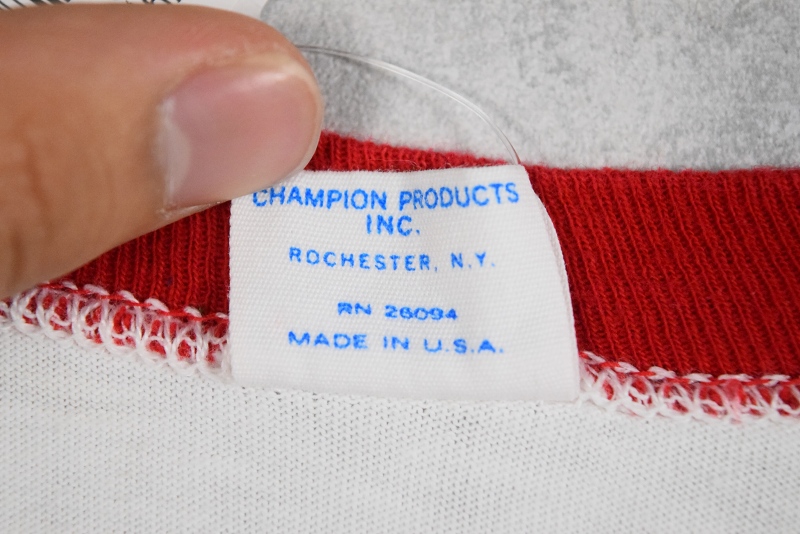 CHAMPION PRODUCTS
INC.
ROCHESTER, N.Y.
RN 26094
MADE IN U.S.A.